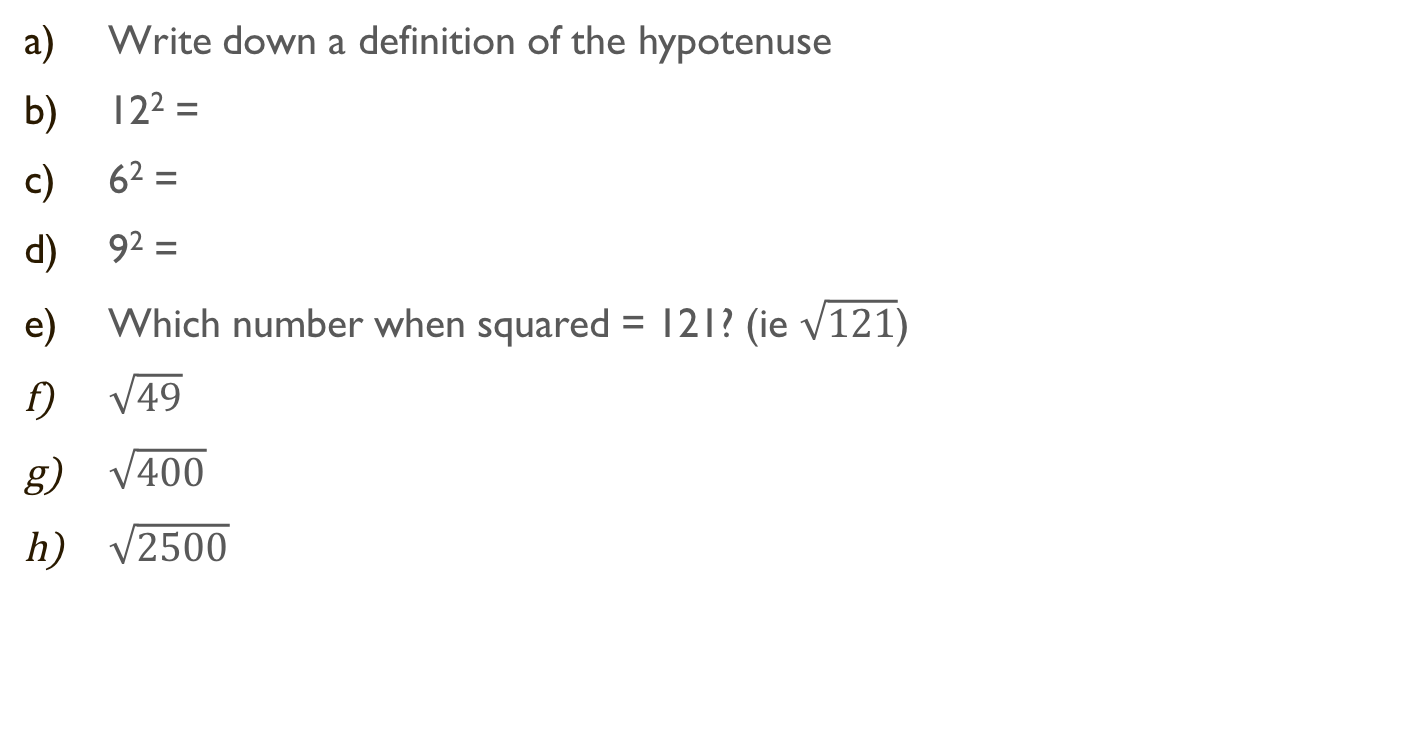 a) Write down a definition of the hypotenuse
b) 12² =
c) 6² =
d) 9² =
e) Which number when squared = 121? (ie √121)
f) √49
g) √400
h) √2500